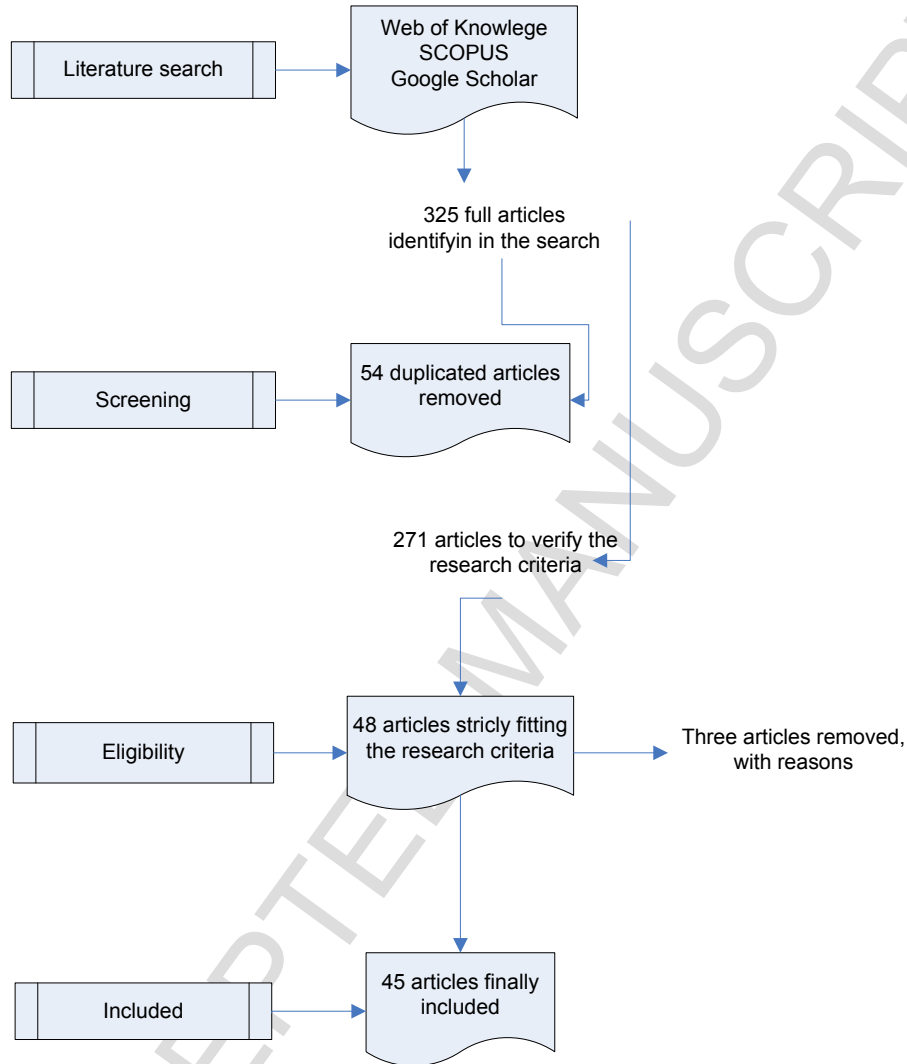 Literature search
Web of Knowlege
SCOPUS
Google Scholar
325 full articles
identifyin in the search
Screening
54 duplicated articles
removed
271 articles to verify the
research criteria
Eligibility
48 articles stricly fitting
the research criteria
Three articles removed,
with reasons
Included
45 articles finally
included
EPTED MANUSCRIP